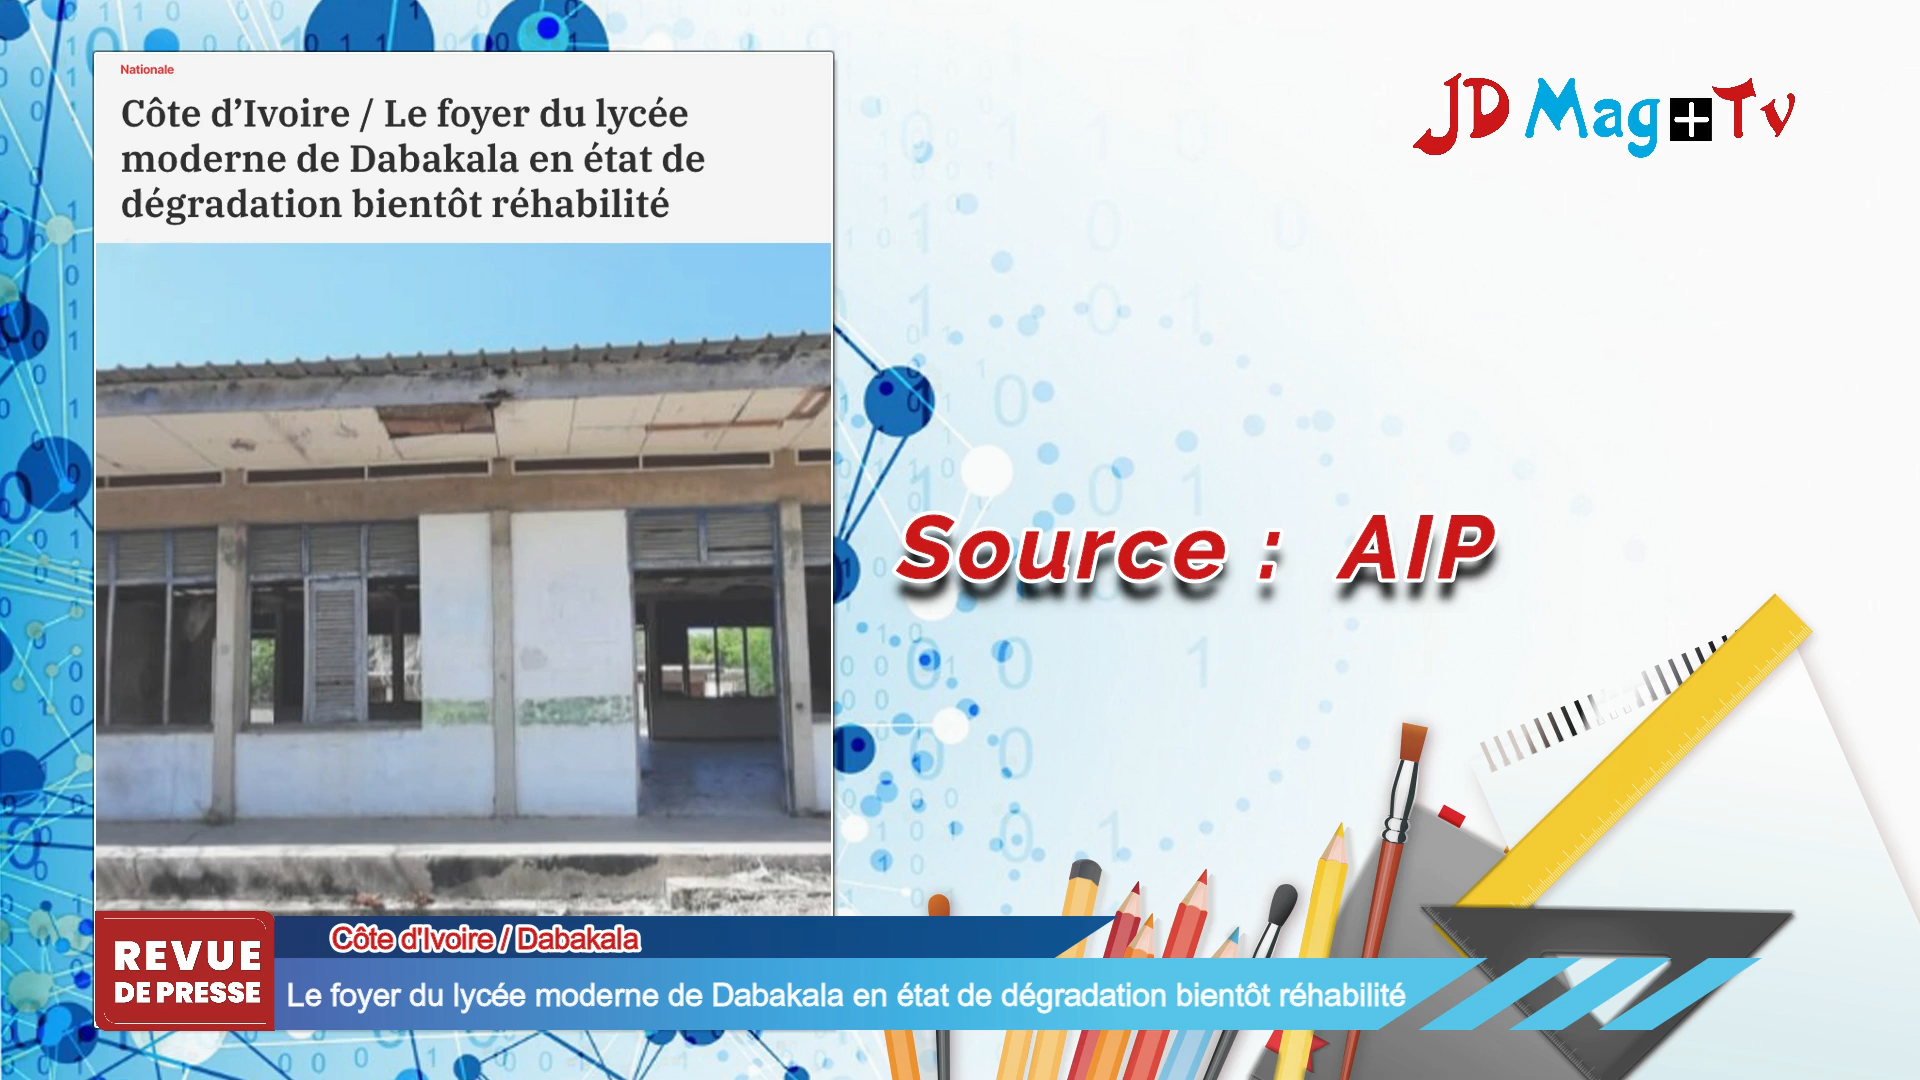 Nationale
Côte d’Ivoire / Le foyer du lycée
moderne de Dabakala en état de
dégradation bientôt réhabilité
JD Mag+Tv
Source : AIP
REVUE
DE PRESSE
Côte d'Ivoire / Dabakala
Le foyer du lycée moderne de Dabakala en état de dégradation bientôt réhabilité